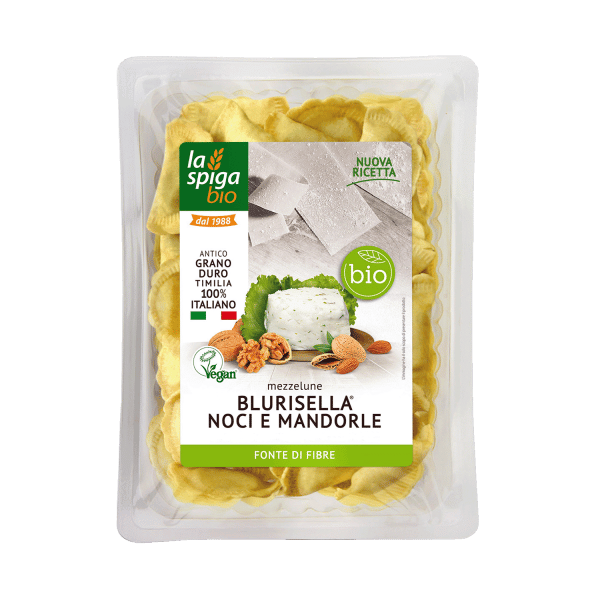 la
spiga
bio
dal 1988
NUOVA
RICETTA
ANTICO
GRANO
DURO
TIMILIA
100%
ITALIANO
bio
Vegan
mezzelune
BLURISELLA®
NOCI E MANDORLE
FONTE DI FIBRE